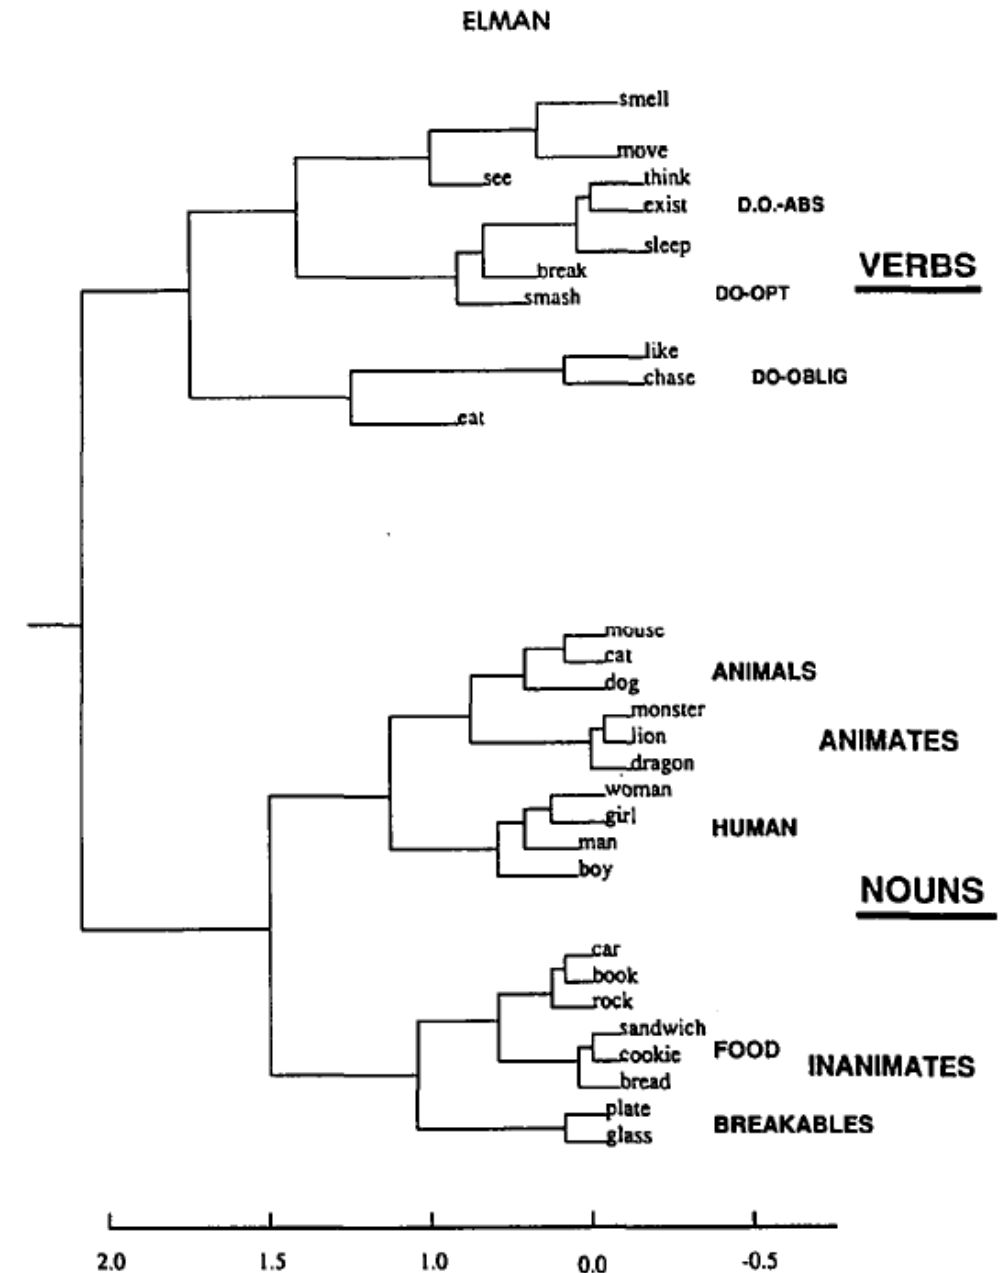 ELMAN
smell
move
see
think
exist
D.O.-ABS
sleep
VERBS
break
smash
DO-OPT
like
chase
DO-OBLIG
eat
mouse
cat
ANIMALS
dog
monster
lion
ANIMATES
dragon
woman
girl
HUMAN
man
boy
NOUNS
car
book
rock
sandwich
cookie
FOOD
INANIMATES
bread
plate
BREAKABLES
glass
2.0 1.5 1.0 0.0 -0.5